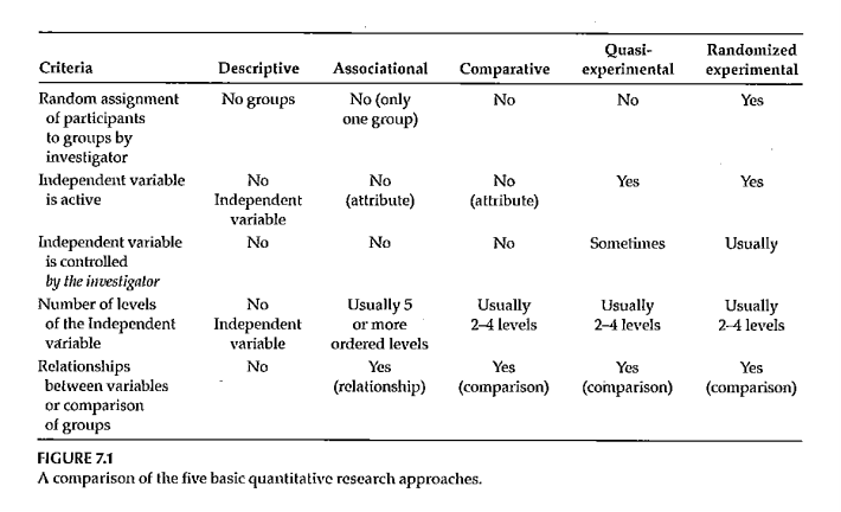 Criteria Descriptive Associational Comparative Quasi-experimental Randomized experimental
Random assignment No groups No (only No No Yes
of participants one group)
to groups by
investigator
Independent variable No No No Yes Yes
is active Independent (attribute) (attribute)
variable
Independent variable No No No Sometimes Usually
is controlled
by the investigator
Number of levels No Usually 5 Usually Usually Usually
of the Independent Independent or more 2–4 levels 2–4 levels 2–4 levels
variable variable ordered levels
Relationships No Yes Yes Yes Yes
between variables (relationship) (comparison) (comparison) (comparison)
or comparison
of groups
FIGURE 7.1
A comparison of the five basic quantitative research approaches.